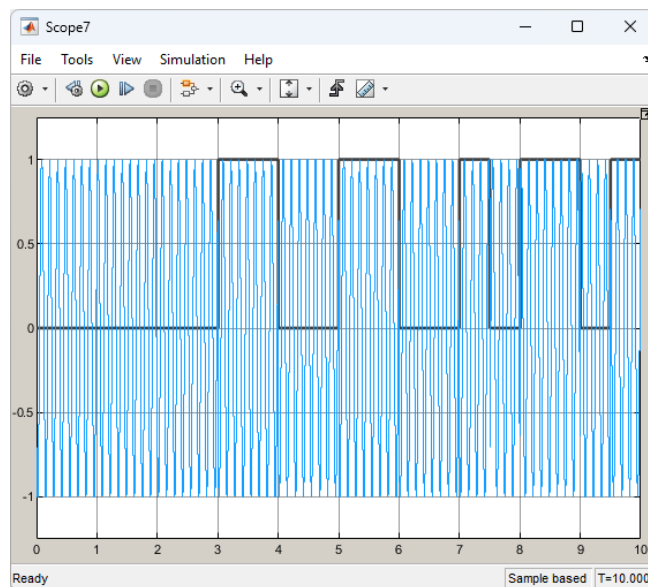 Scope7
File Tools View Simulation Help
1
0.5
0
-0.5
-1
0 1 2 3 4 5 6 7 8 9 10
Ready Sample based T=10.000